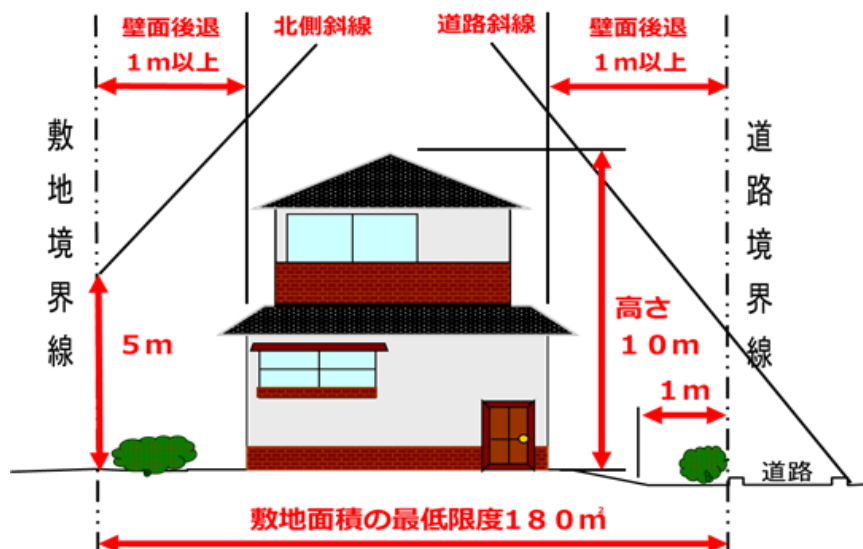 壁面後退
1m以上
北側斜線
道路斜線
壁面後退
1m以上
敷地境界線
道路境界線
5m
高さ
10m
1m
道路
敷地面積の最低限度180㎡